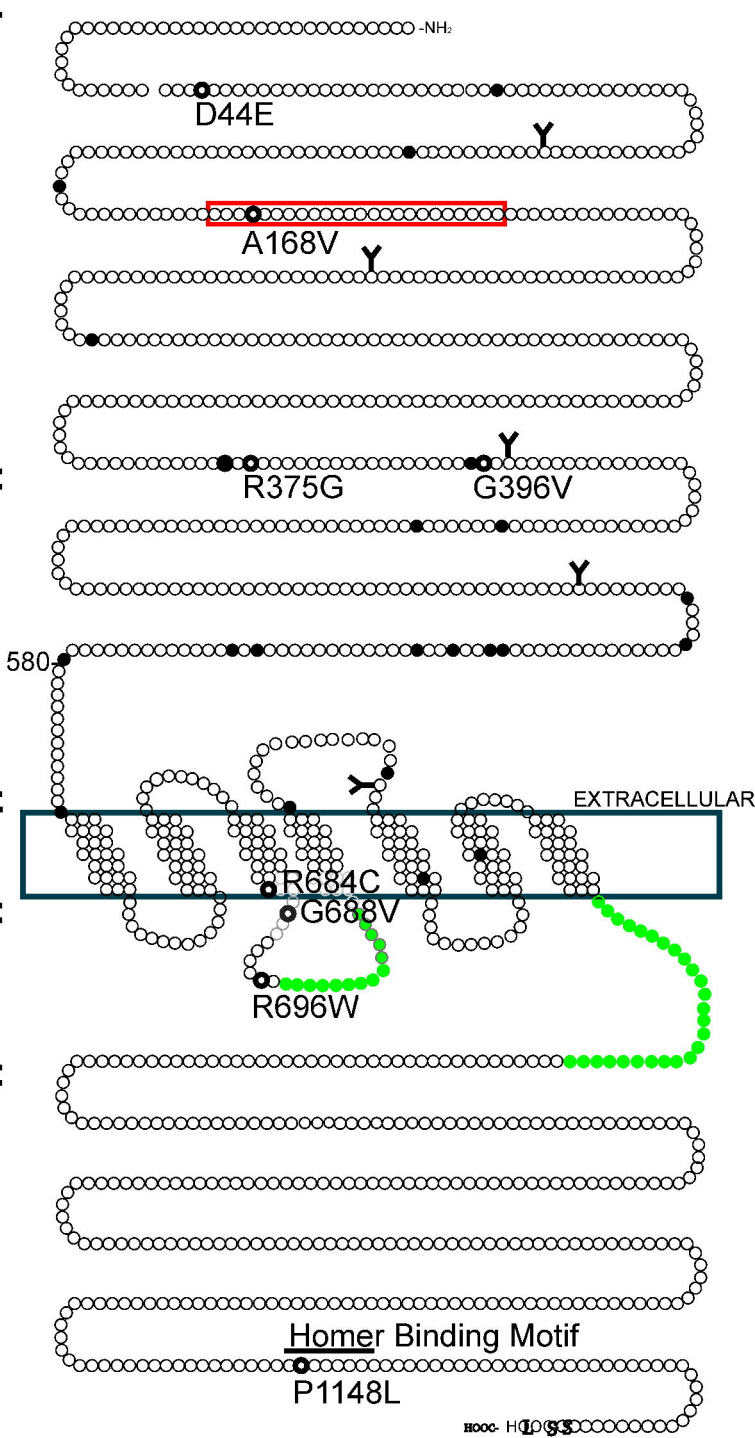 -NH₂
D44E
Y
A168V
Y
Y
R375G
G396V
Y
580-
Y
EXTRACELLULAR
R684C
G688V
R696W
Homer Binding Motif
P1148L
HOOC-